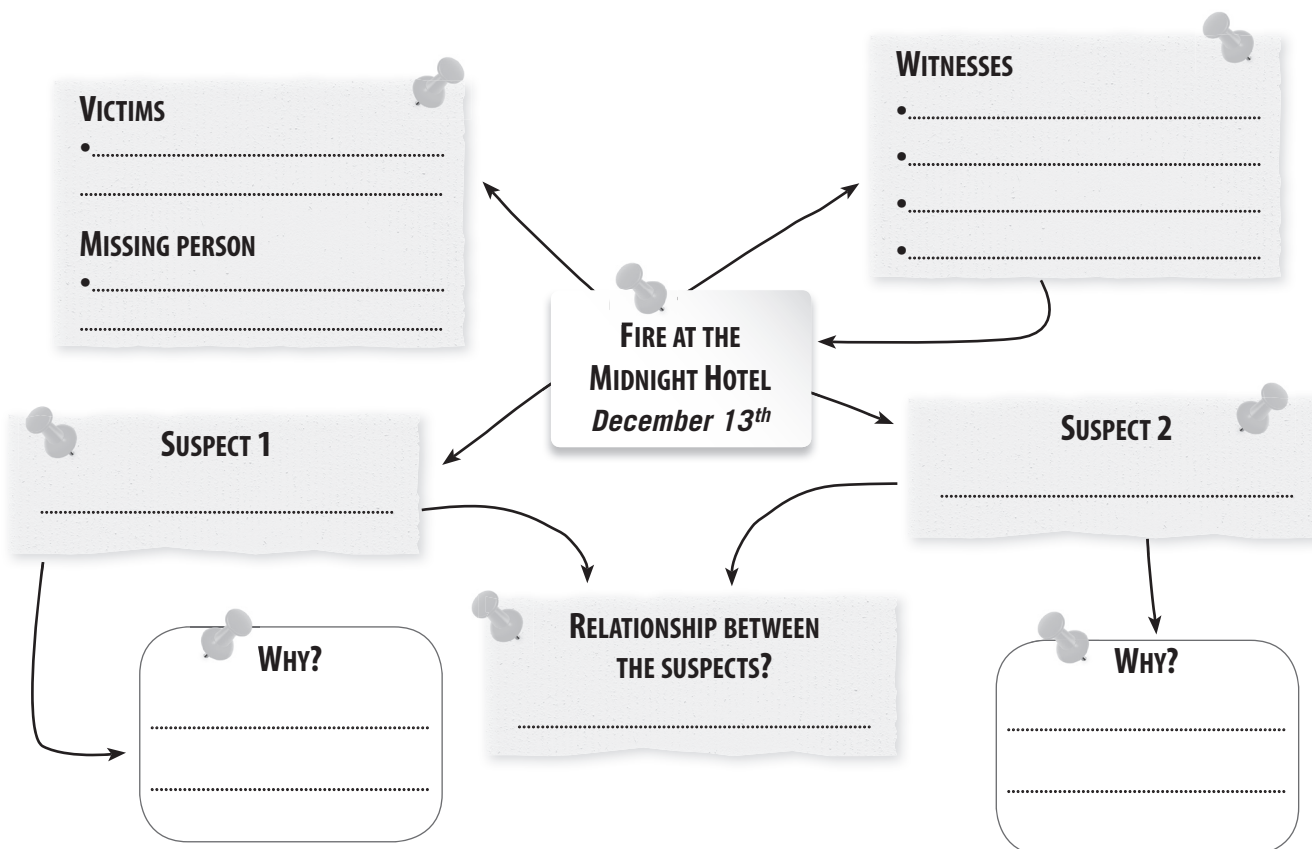 VICTIMS
•
MISSING PERSON
•
WITNESSES
•
•
•
•
FIRE AT THE
MIDNIGHT HOTEL
December 13th
SUSPECT 1
SUSPECT 2
WHY?
RELATIONSHIP BETWEEN
THE SUSPECTS?
WHY?